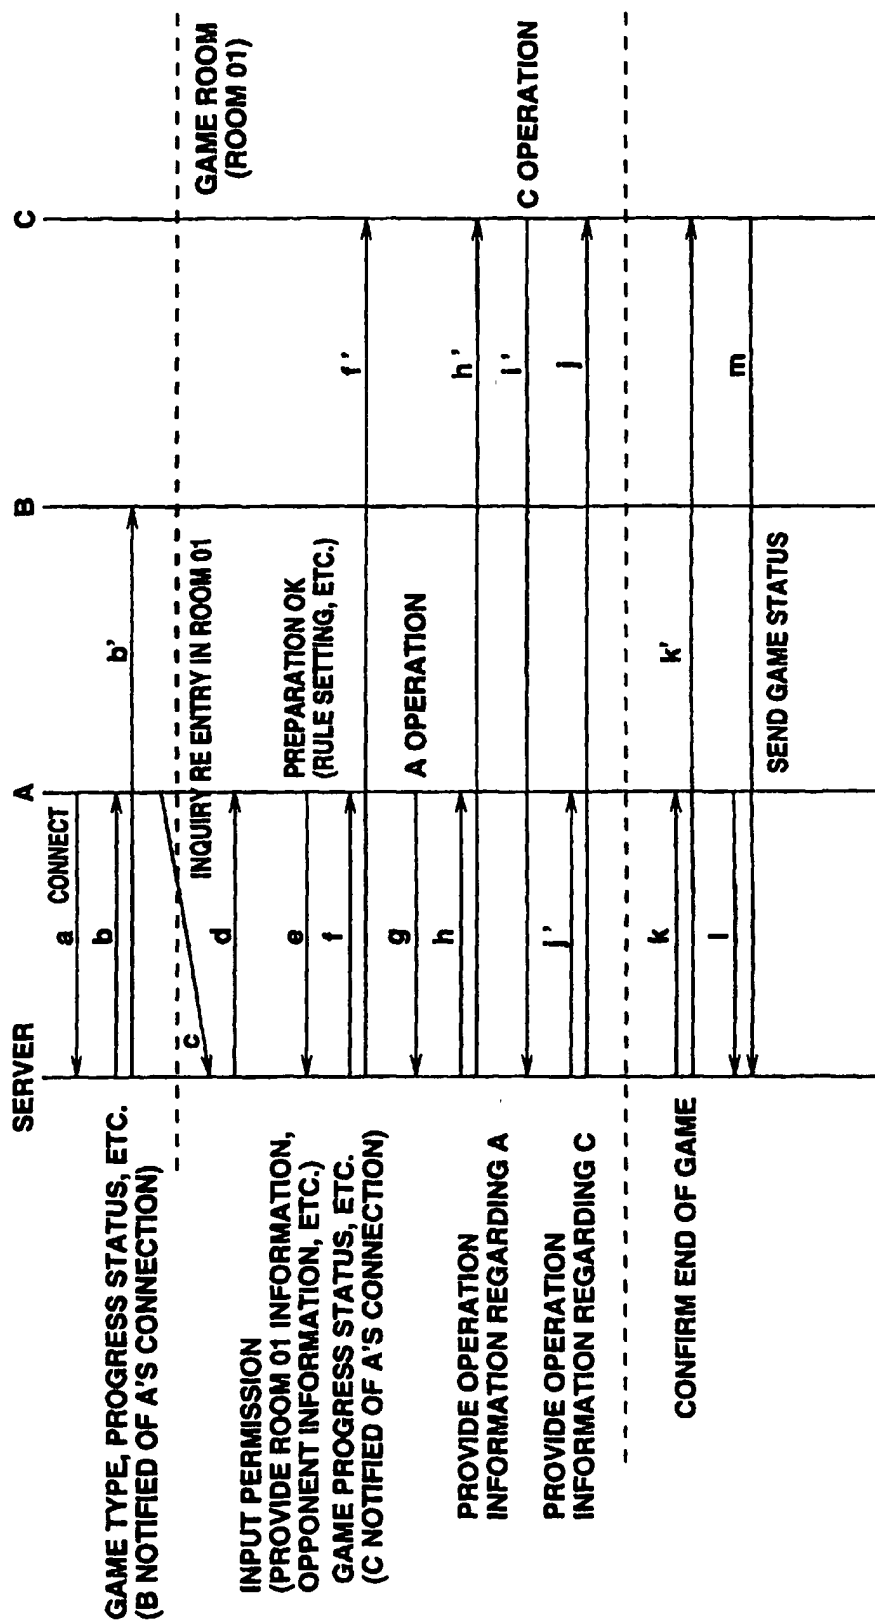 SERVER
A
B
C
a
CONNECT
GAME TYPE, PROGRESS STATUS, ETC.
(B NOTIFIED OF A'S CONNECTION)
b
b'
GAME ROOM
(ROOM 01)
c
INQUIRY RE ENTRY IN ROOM 01
INPUT PERMISSION
(PROVIDE ROOM 01 INFORMATION,
OPPONENT INFORMATION, ETC.)
d
e
PREPARATION OK
(RULE SETTING, ETC.)
GAME PROGRESS STATUS, ETC.
(C NOTIFIED OF A'S CONNECTION)
f
f'
g
A OPERATION
PROVIDE OPERATION
INFORMATION REGARDING A
h
h'
i'
C OPERATION
PROVIDE OPERATION
INFORMATION REGARDING C
j'
j
CONFIRM END OF GAME
k
k'
l
m
SEND GAME STATUS